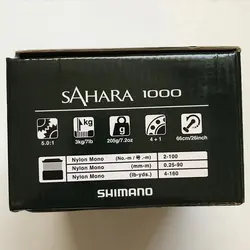 SAHARA 1000
5.0:1 3kg/7lb 205g/7.2oz 4 + 1 66cm/26inch
Nylon Mono (No.-m / 号.-m) 2-100
Nylon Mono (mm-m) 0.25-90
Nylon Mono (lb-yds.) 4-160
SHIMANO